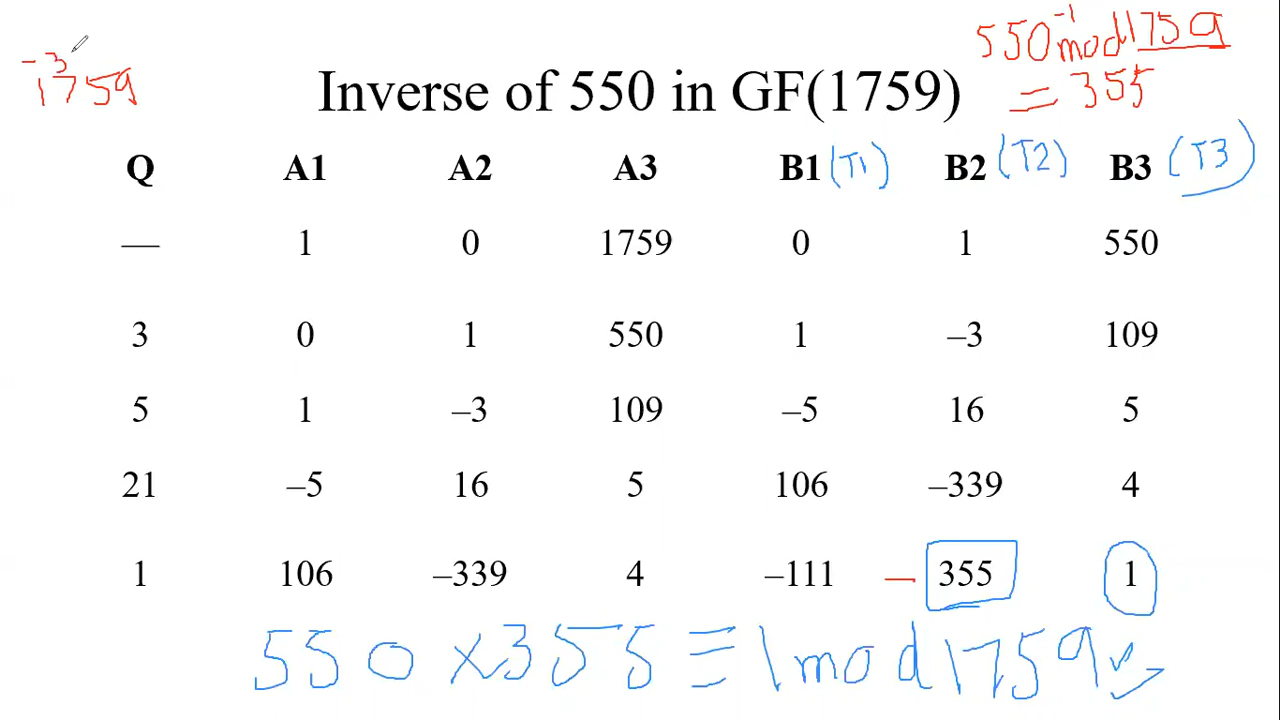 550⁻¹ mod 1759
= 355
-3
1759
Inverse of 550 in GF(1759)
Q A1 A2 A3 B1 (T1) B2 (T2) B3 (T3)
— 1 0 1759 0 1 550
3 0 1 550 1 –3 109
5 1 –3 109 –5 16 5
21 –5 16 5 106 –339 4
1 106 –339 4 –111 – 355 1
550 × 355 ≡ 1 mod 1759